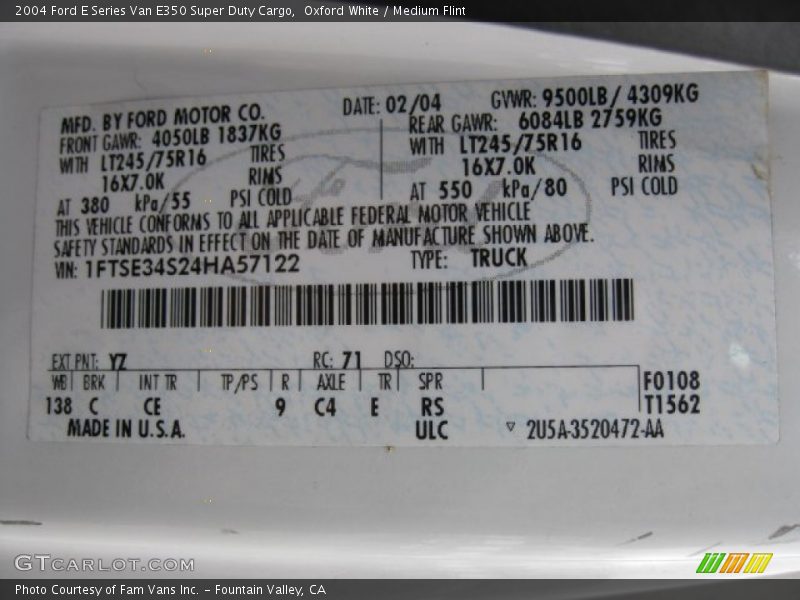 2004 Ford E Series Van E350 Super Duty Cargo, Oxford White / Medium Flint
MFD. BY FORD MOTOR CO. DATE: 02/04 GVWR: 9500LB/ 4309KG
FRONT GAWR: 4050LB 1837KG REAR GAWR: 6084LB 2759KG
WITH LT245/75R16 TIRES WITH LT245/75R16 TIRES
16X7.0K RIMS 16X7.0K RIMS
AT 380 kPa/55 PSI COLD AT 550 kPa/80 PSI COLD
THIS VEHICLE CONFORMS TO ALL APPLICABLE FEDERAL MOTOR VEHICLE
SAFETY STANDARDS IN EFFECT ON THE DATE OF MANUFACTURE SHOWN ABOVE.
VIN: 1FTSE34S24HA57122 TYPE: TRUCK
EXT PNT: YZ RC: 71 DSO:
WB BRK INT TR TP/PS R AXLE TR SPR F0108
138 C CE 9 C4 E RS T1562
MADE IN U.S.A. ULC ▽ 2U5A-3520472-AA
GTCARLOT.COM
Photo Courtesy of Fam Vans Inc. - Fountain Valley, CA